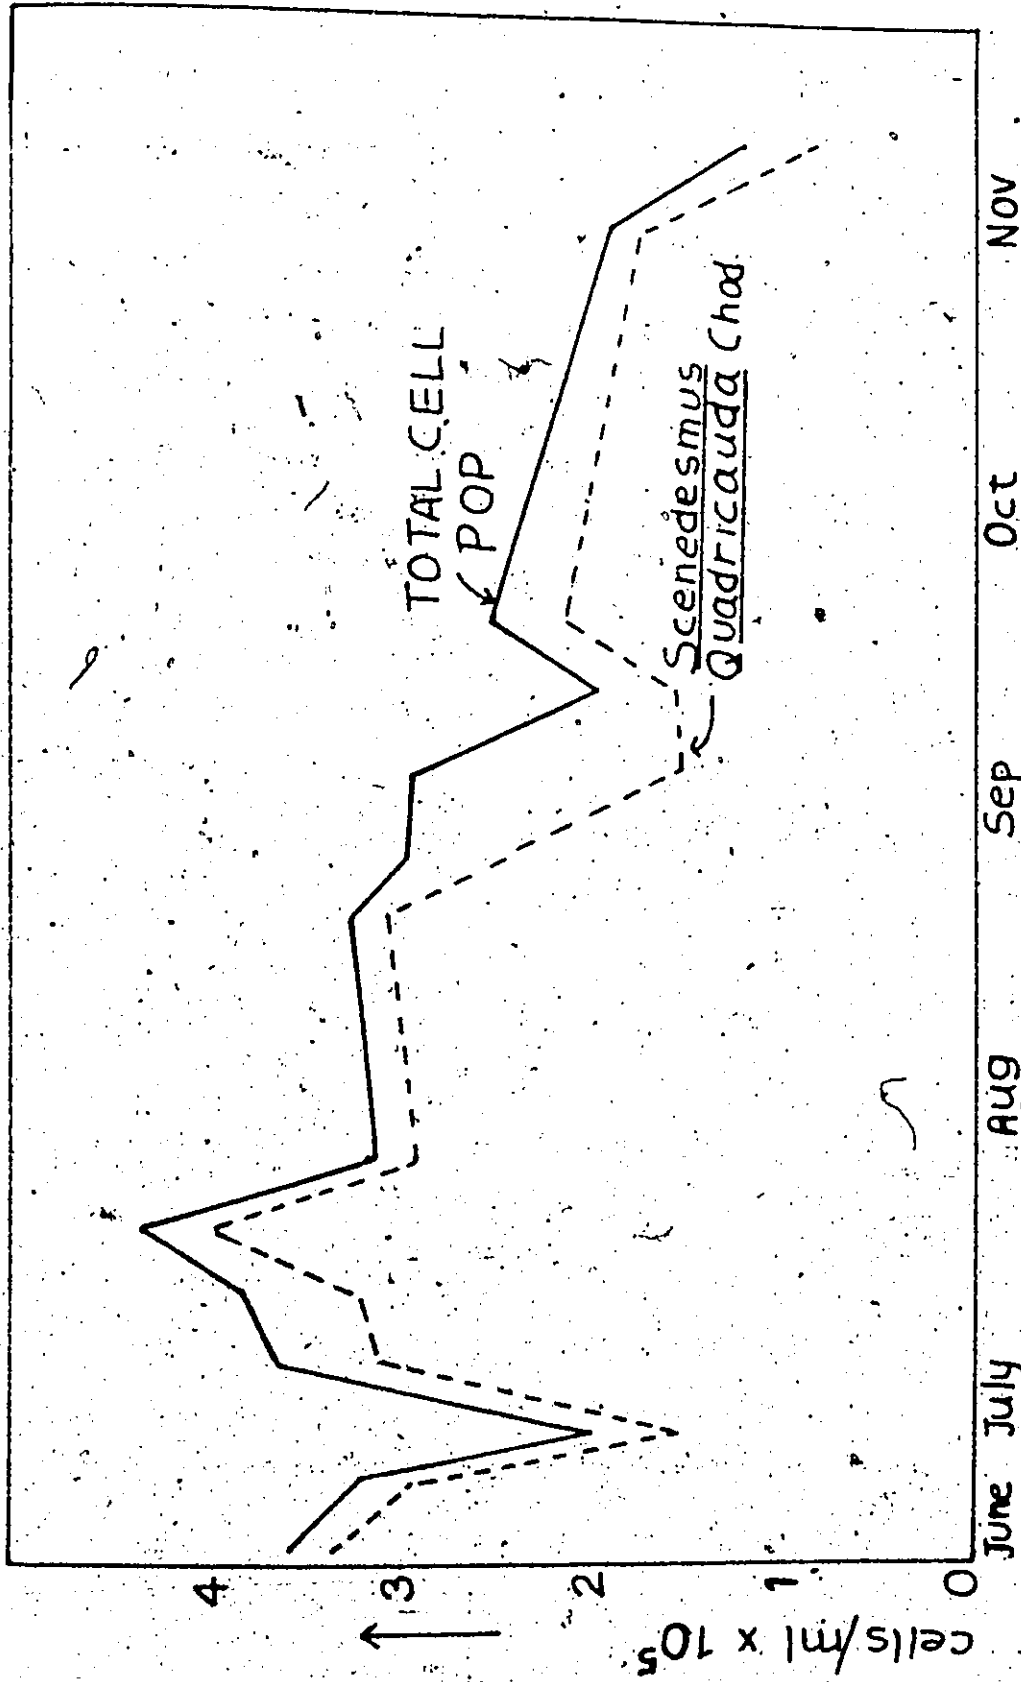 cells/ml x 10⁵
4
3
2
1
0
TOTAL CELL
POP
Scenedesmus
Quadricauda Chod.
June July Aug Sep Oct Nov